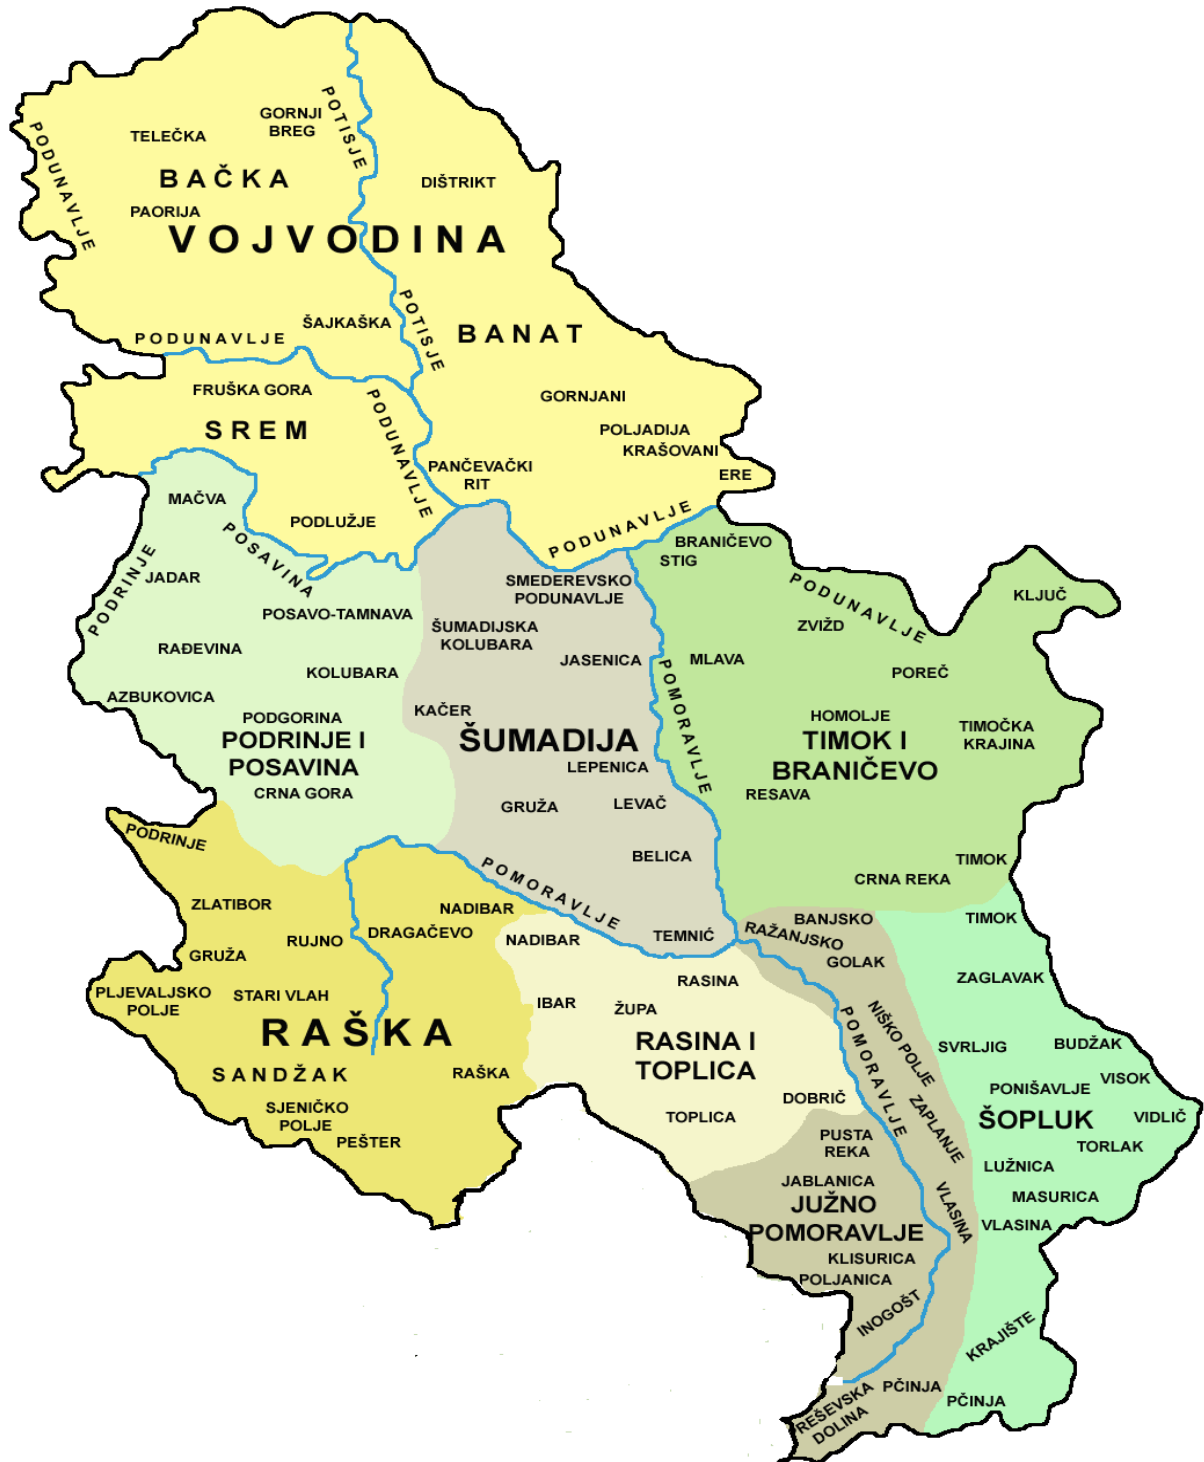 GORNJI
BREG
TELEČKA
POTISJE
PODUNAVLJE
BAČKA
DIŠTRIKT
PAORIJA
VOJVODINA
ŠAJKAŠKA
POTISJE
BANAT
PODUNAVLJE
FRUŠKA GORA
GORNJANI
PODUNAVLJE
SREM
POLJADIJA
KRAŠOVANI
PANČEVAČKI
RIT
ERE
MAČVA
PODLUŽJE
POSAVINA
PODUNAVLJE
BRANIČEVO
STIG
PODRINJE
JADAR
SMEDEREVSKO
PODUNAVLJE
PODUNAVLJE
KLJUČ
POSAVO-TAMNAVA
ŠUMADIJSKA
KOLUBARA
ZVIŽD
RAĐEVINA
JASENICA
MLAVA
KOLUBARA
POREČ
AZBUKOVICA
POMORAVLJE
KAČER
PODGORINA
PODRINJE I
POSAVINA
CRNA GORA
ŠUMADIJA
LEPENICA
HOMOLJE
TIMOK I
BRANIČEVO
TIMOČKA
KRAJINA
RESAVA
GRUŽA
LEVAČ
PODRINJE
BELICA
POMORAVLJE
TIMOK
CRNA REKA
ZLATIBOR
NADIBAR
RUJNO
DRAGAČEVO
NADIBAR
TEMNIĆ
BANJSKO
RAŽANJSKO
GOLAK
TIMOK
GRUŽA
PLJEVALJSKO
POLJE
STARI VLAH
RASINA
ZAGLAVAK
IBAR
ŽUPA
RAŠKA
RASINA I
TOPLICA
POMORAVLJE
NIŠKO POLJE
SVRLJIG
BUDŽAK
SANDŽAK
RAŠKA
VISOK
PONIŠAVLJE
SJENIČKO
POLJE
PEŠTER
TOPLICA
DOBRIČ
ZAPLANJE
ŠOPLUK
VIDLIČ
PUSTA
REKA
TORLAK
LUŽNICA
JABLANICA
MASURICA
JUŽNO
POMORAVLJE
VLASINA
VLASINA
KLISURICA
POLJANICA
INOGOŠT
KRAJIŠTE
PČINJA
PČINJA
PREŠEVSKA
DOLINA